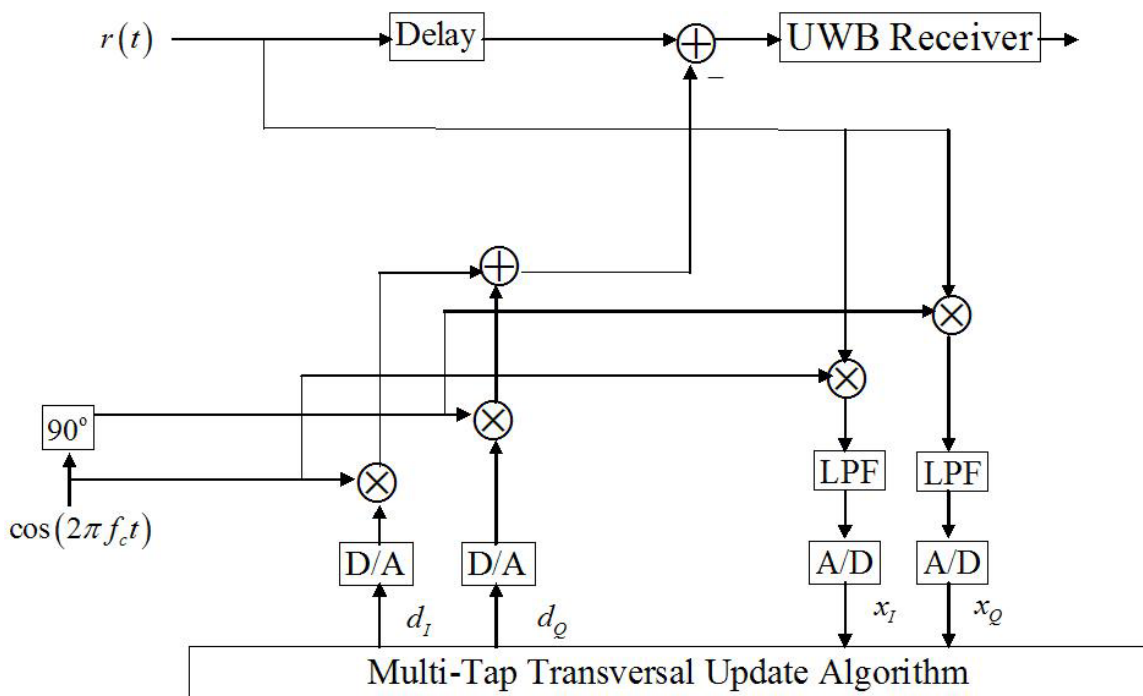 r(t)
Delay
+
UWB Receiver
−
+
×
×
×
90°
×
cos(2πf_c t)
LPF
LPF
D/A
D/A
A/D
A/D
d_I
d_Q
x_I
x_Q
Multi-Tap Transversal Update Algorithm